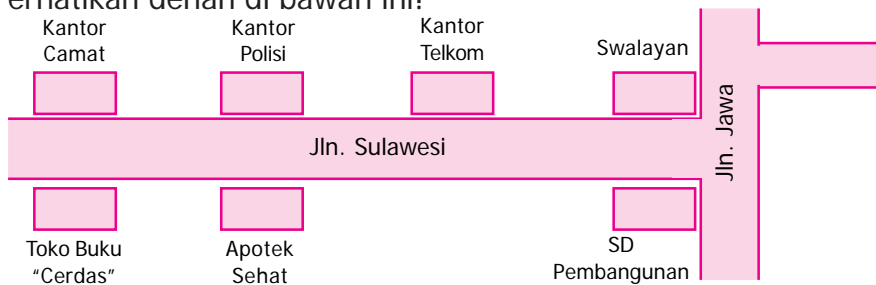 Kantor
Camat
Kantor
Polisi
Kantor
Telkom
Swalayan
Jln. Sulawesi
Jln. Jawa
Toko Buku
“Cerdas”
Apotek
Sehat
SD
Pembangunan